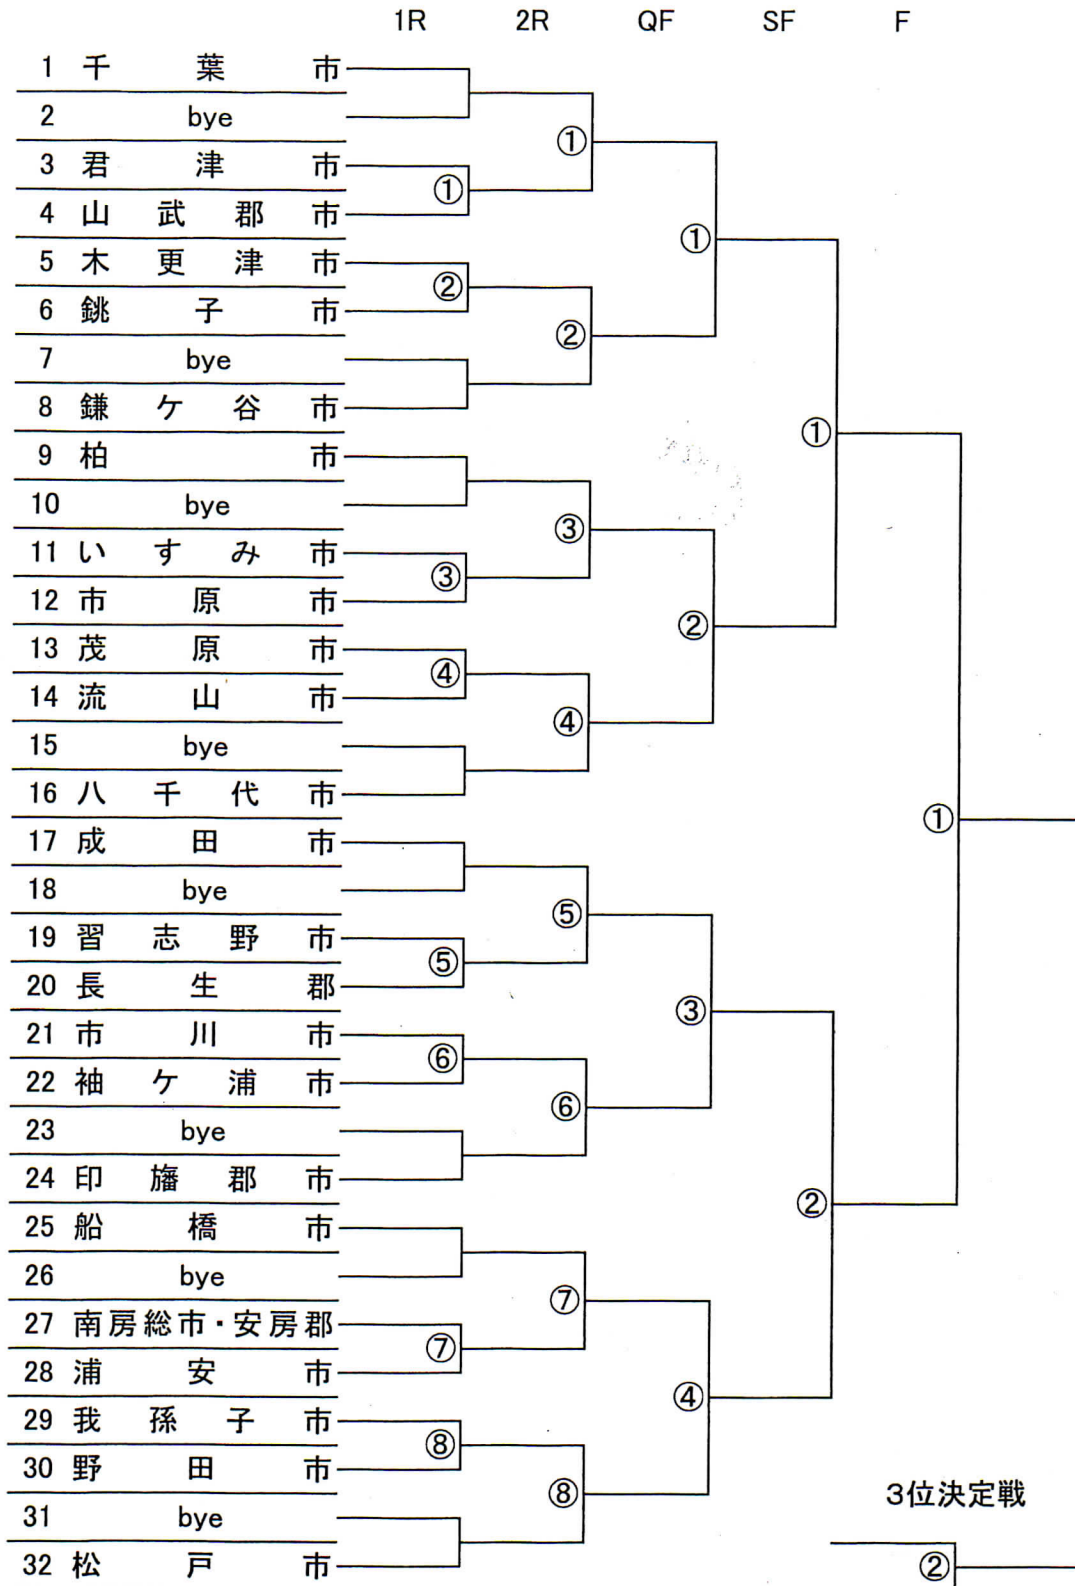 1R 2R QF SF F
1 千葉市
2 bye
①
3 君津市
①
4 山武郡市
①
5 木更津市
②
6 銚子市
②
7 bye
8 鎌ケ谷市
①
9 柏市
10 bye
③
11 いすみ市
③
12 市原市
②
13 茂原市
④
14 流山市
④
15 bye
16 八千代市
①
17 成田市
18 bye
⑤
19 習志野市
⑤
20 長生郡
③
21 市川市
⑥
22 袖ケ浦市
⑥
23 bye
24 印旛郡市
②
25 船橋市
26 bye
⑦
27 南房総市・安房郡
⑦
28 浦安市
④
29 我孫子市
⑧
30 野田市
⑧
3位決定戦
31 bye
32 松戸市
②